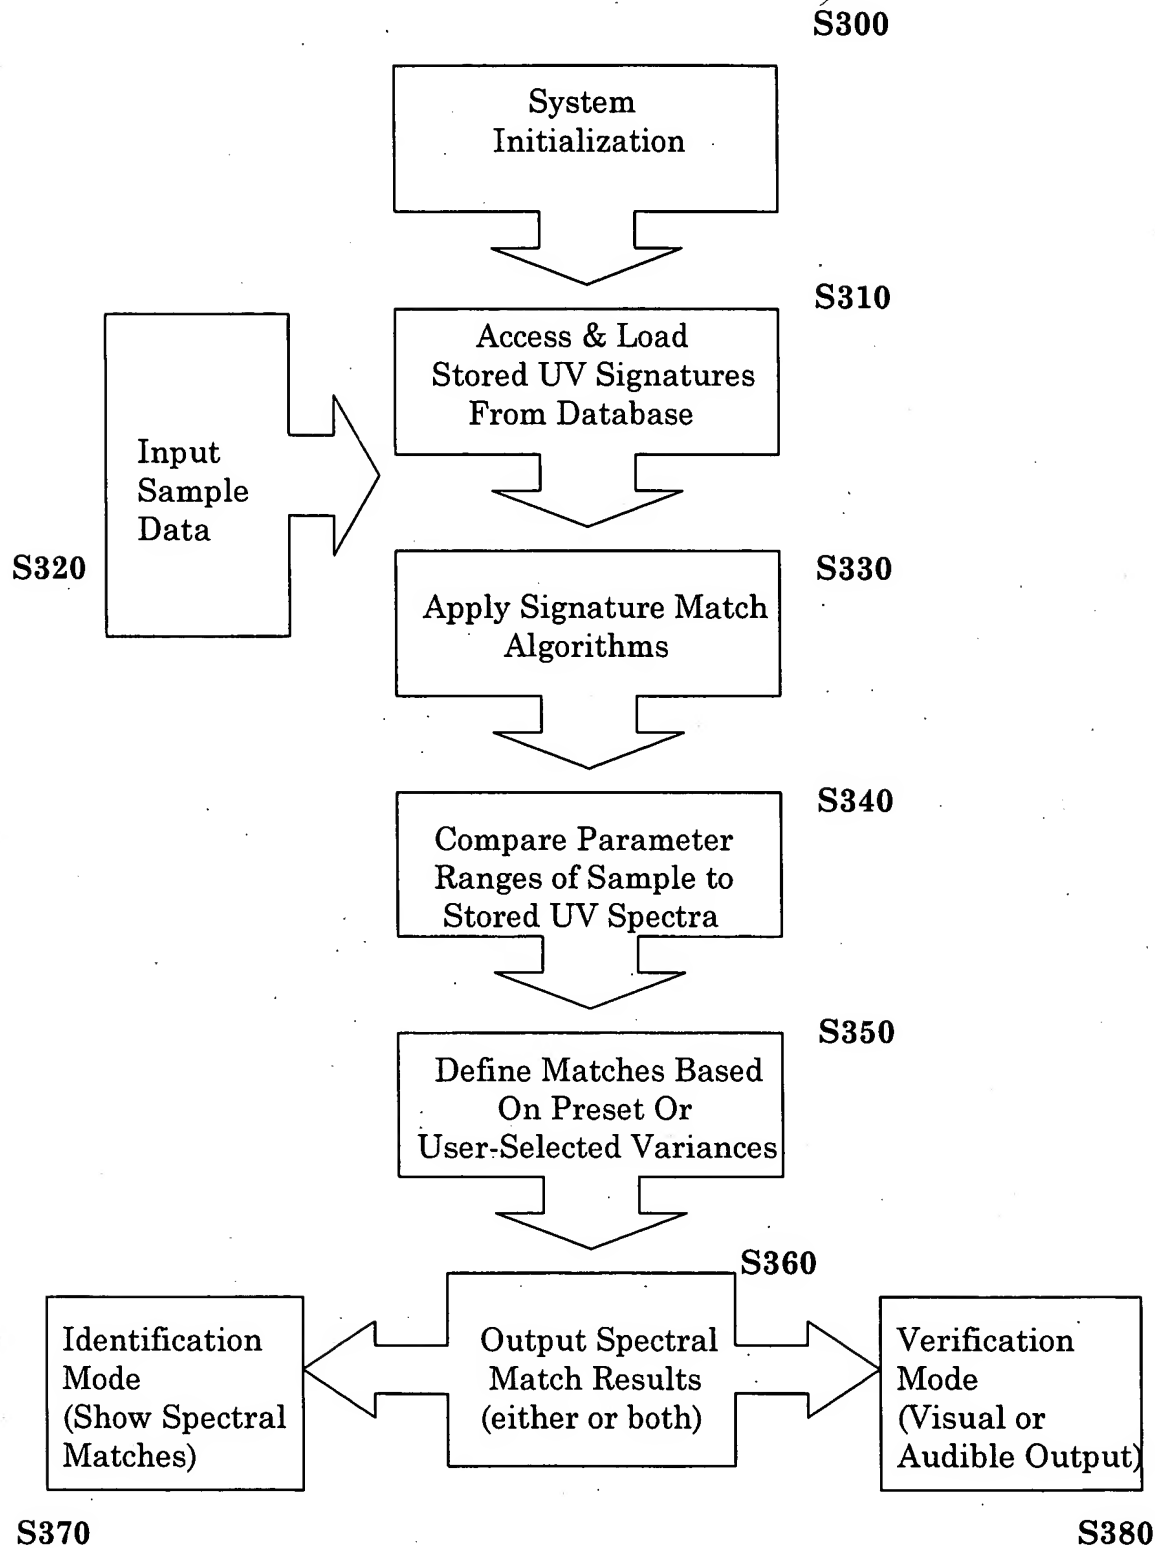 S300
System
Initialization
S310
Access & Load
Stored UV Signatures
From Database
Input
Sample
Data
S320
S330
Apply Signature Match
Algorithms
S340
Compare Parameter
Ranges of Sample to
Stored UV Spectra
S350
Define Matches Based
On Preset Or
User-Selected Variances
S360
Output Spectral
Match Results
(either or both)
Identification
Mode
(Show Spectral
Matches)
S370
Verification
Mode
(Visual or
Audible Output)
S380